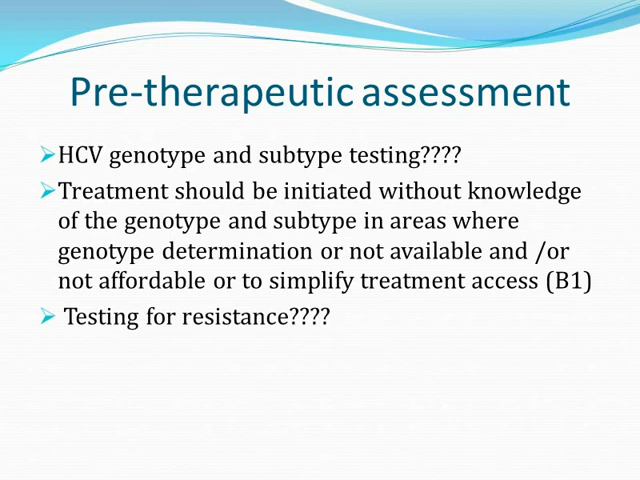 Pre-therapeutic assessment
HCV genotype and subtype testing????
Treatment should be initiated without knowledge
of the genotype and subtype in areas where
genotype determination or not available and /or
not affordable or to simplify treatment access (B1)
Testing for resistance????